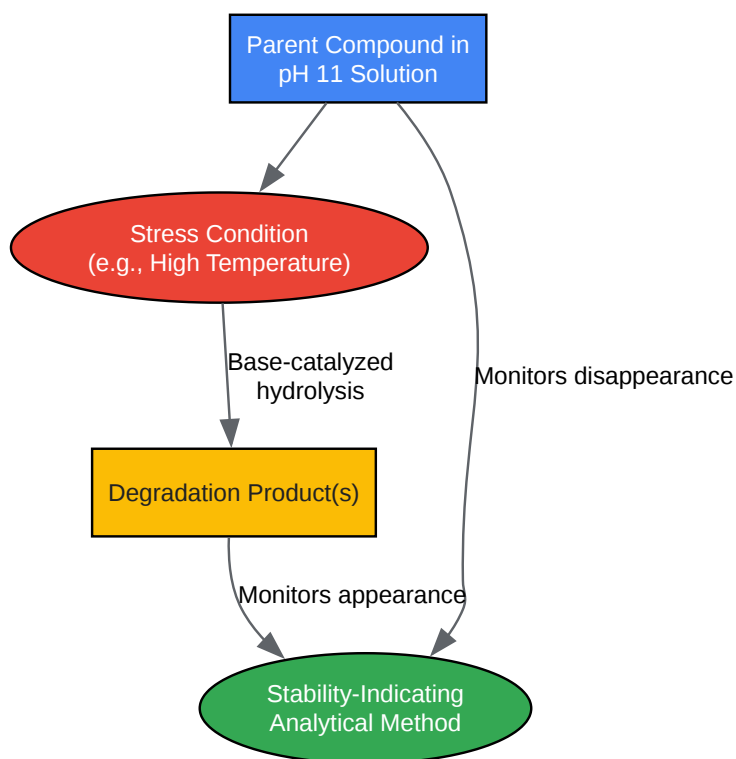 Parent Compound in
pH 11 Solution
Stress Condition
(e.g., High Temperature)
Base-catalyzed
hydrolysis
Monitors disappearance
Degradation Product(s)
Monitors appearance
Stability-Indicating
Analytical Method